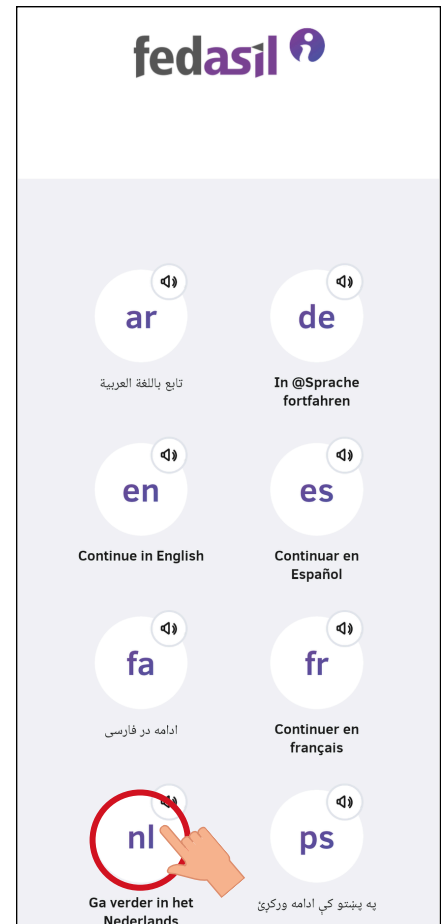 fedasil
ar
de
تابع باللغة العربية
In @Sprache
fortfahren
en
es
Continue in English
Continuar en
Español
fa
fr
ادامه در فارسی
Continuer en
français
nl
ps
Ga verder in het
Nederlands
په پښتو کې ادامه ورکړئ